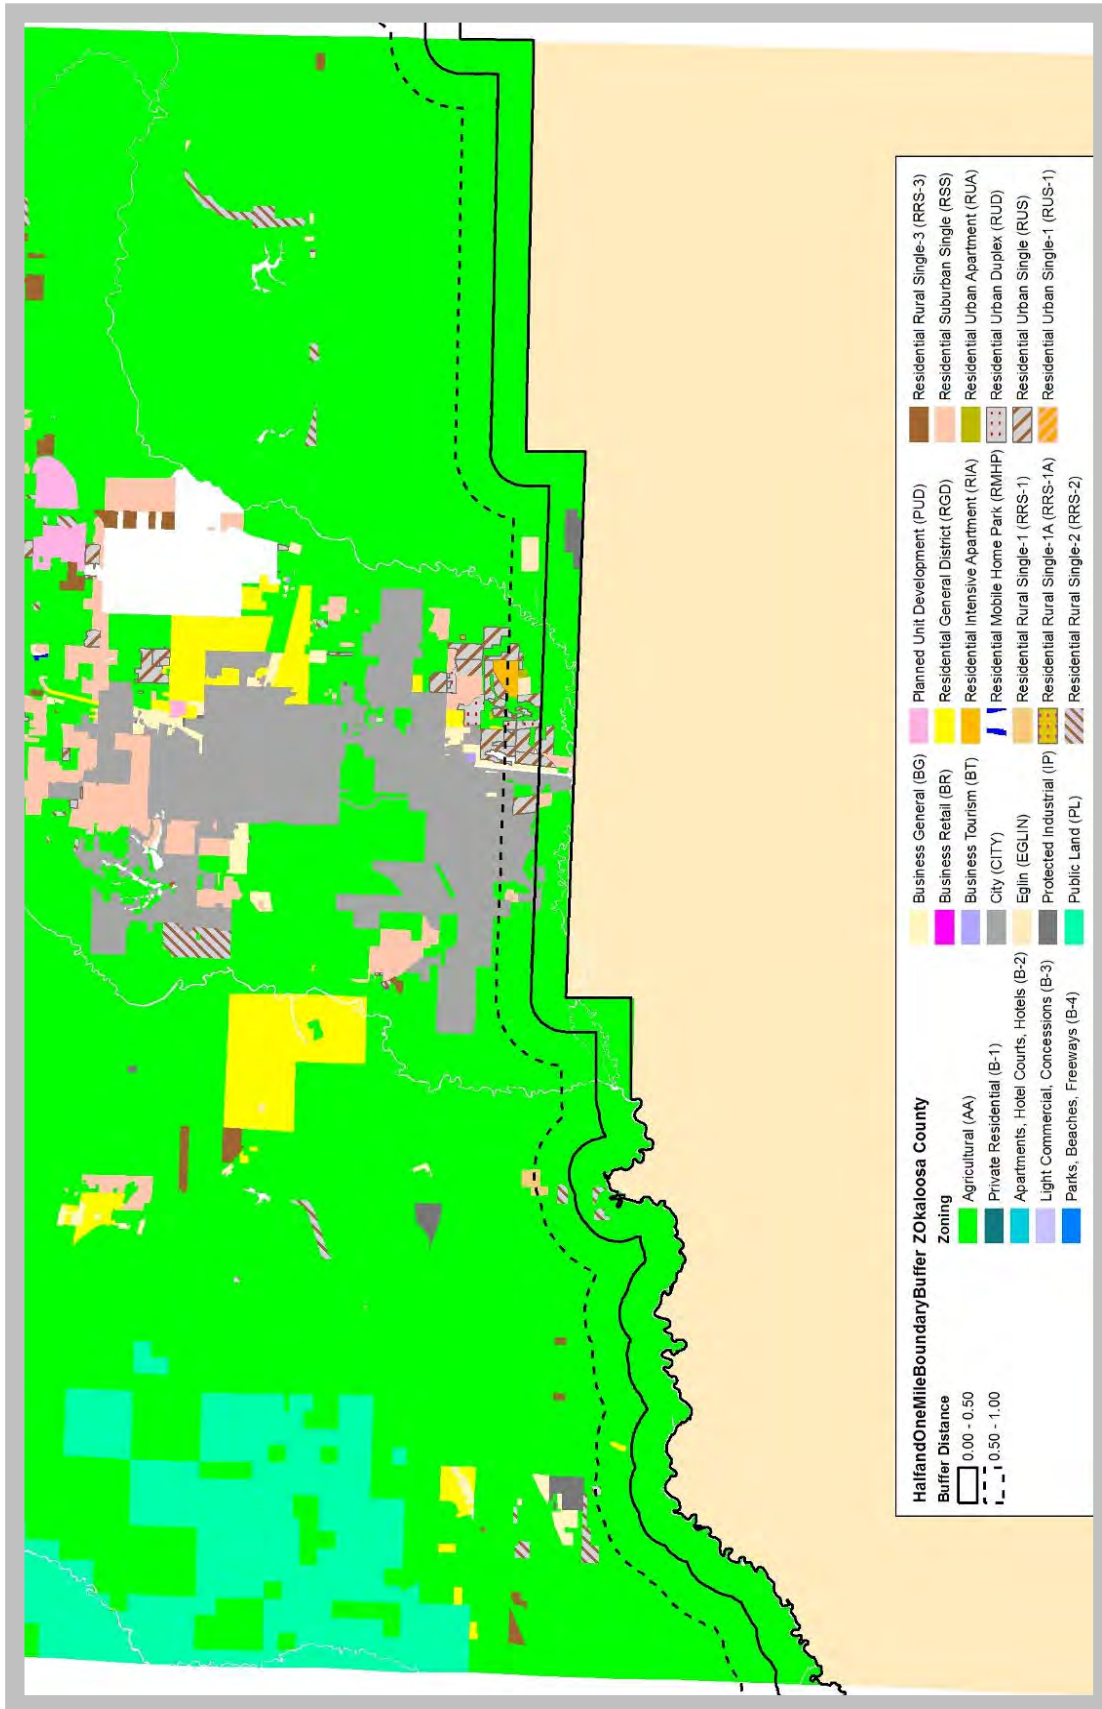 HalfandOneMileBoundaryBuffer ZOkaloosa County
Buffer Distance
0.00 - 0.50
0.50 - 1.00
Zoning
Agricultural (AA)
Private Residential (B-1)
Apartments, Hotel Courts, Hotels (B-2)
Light Commercial, Concessions (B-3)
Parks, Beaches, Freeways (B-4)
Business General (BG)
Business Retail (BR)
Business Tourism (BT)
City (CITY)
Eglin (EGLIN)
Protected Industrial (IP)
Public Land (PL)
Planned Unit Development (PUD)
Residential General District (RGD)
Residential Intensive Apartment (RIA)
Residential Mobile Home Park (RMHP)
Residential Rural Single-1 (RRS-1)
Residential Rural Single-1A (RRS-1A)
Residential Rural Single-2 (RRS-2)
Residential Rural Single-3 (RRS-3)
Residential Suburban Single (RSS)
Residential Urban Apartment (RUA)
Residential Urban Duplex (RUD)
Residential Urban Single (RUS)
Residential Urban Single-1 (RUS-1)